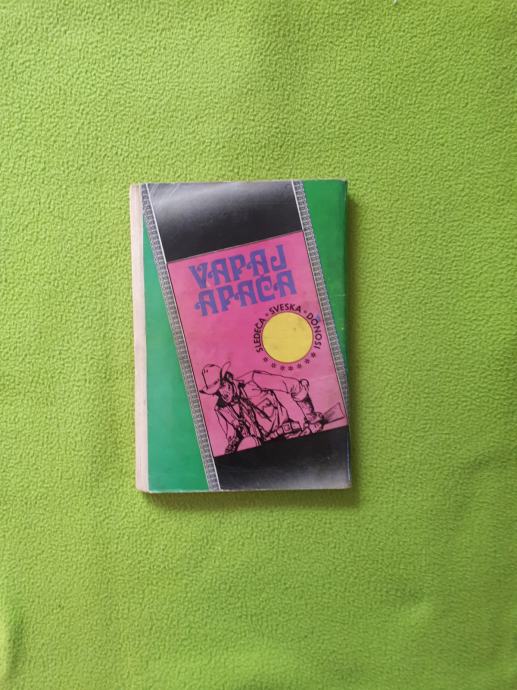 VAPAJ
APAČA
SLEDEĆA * SVESKA * DONOSI